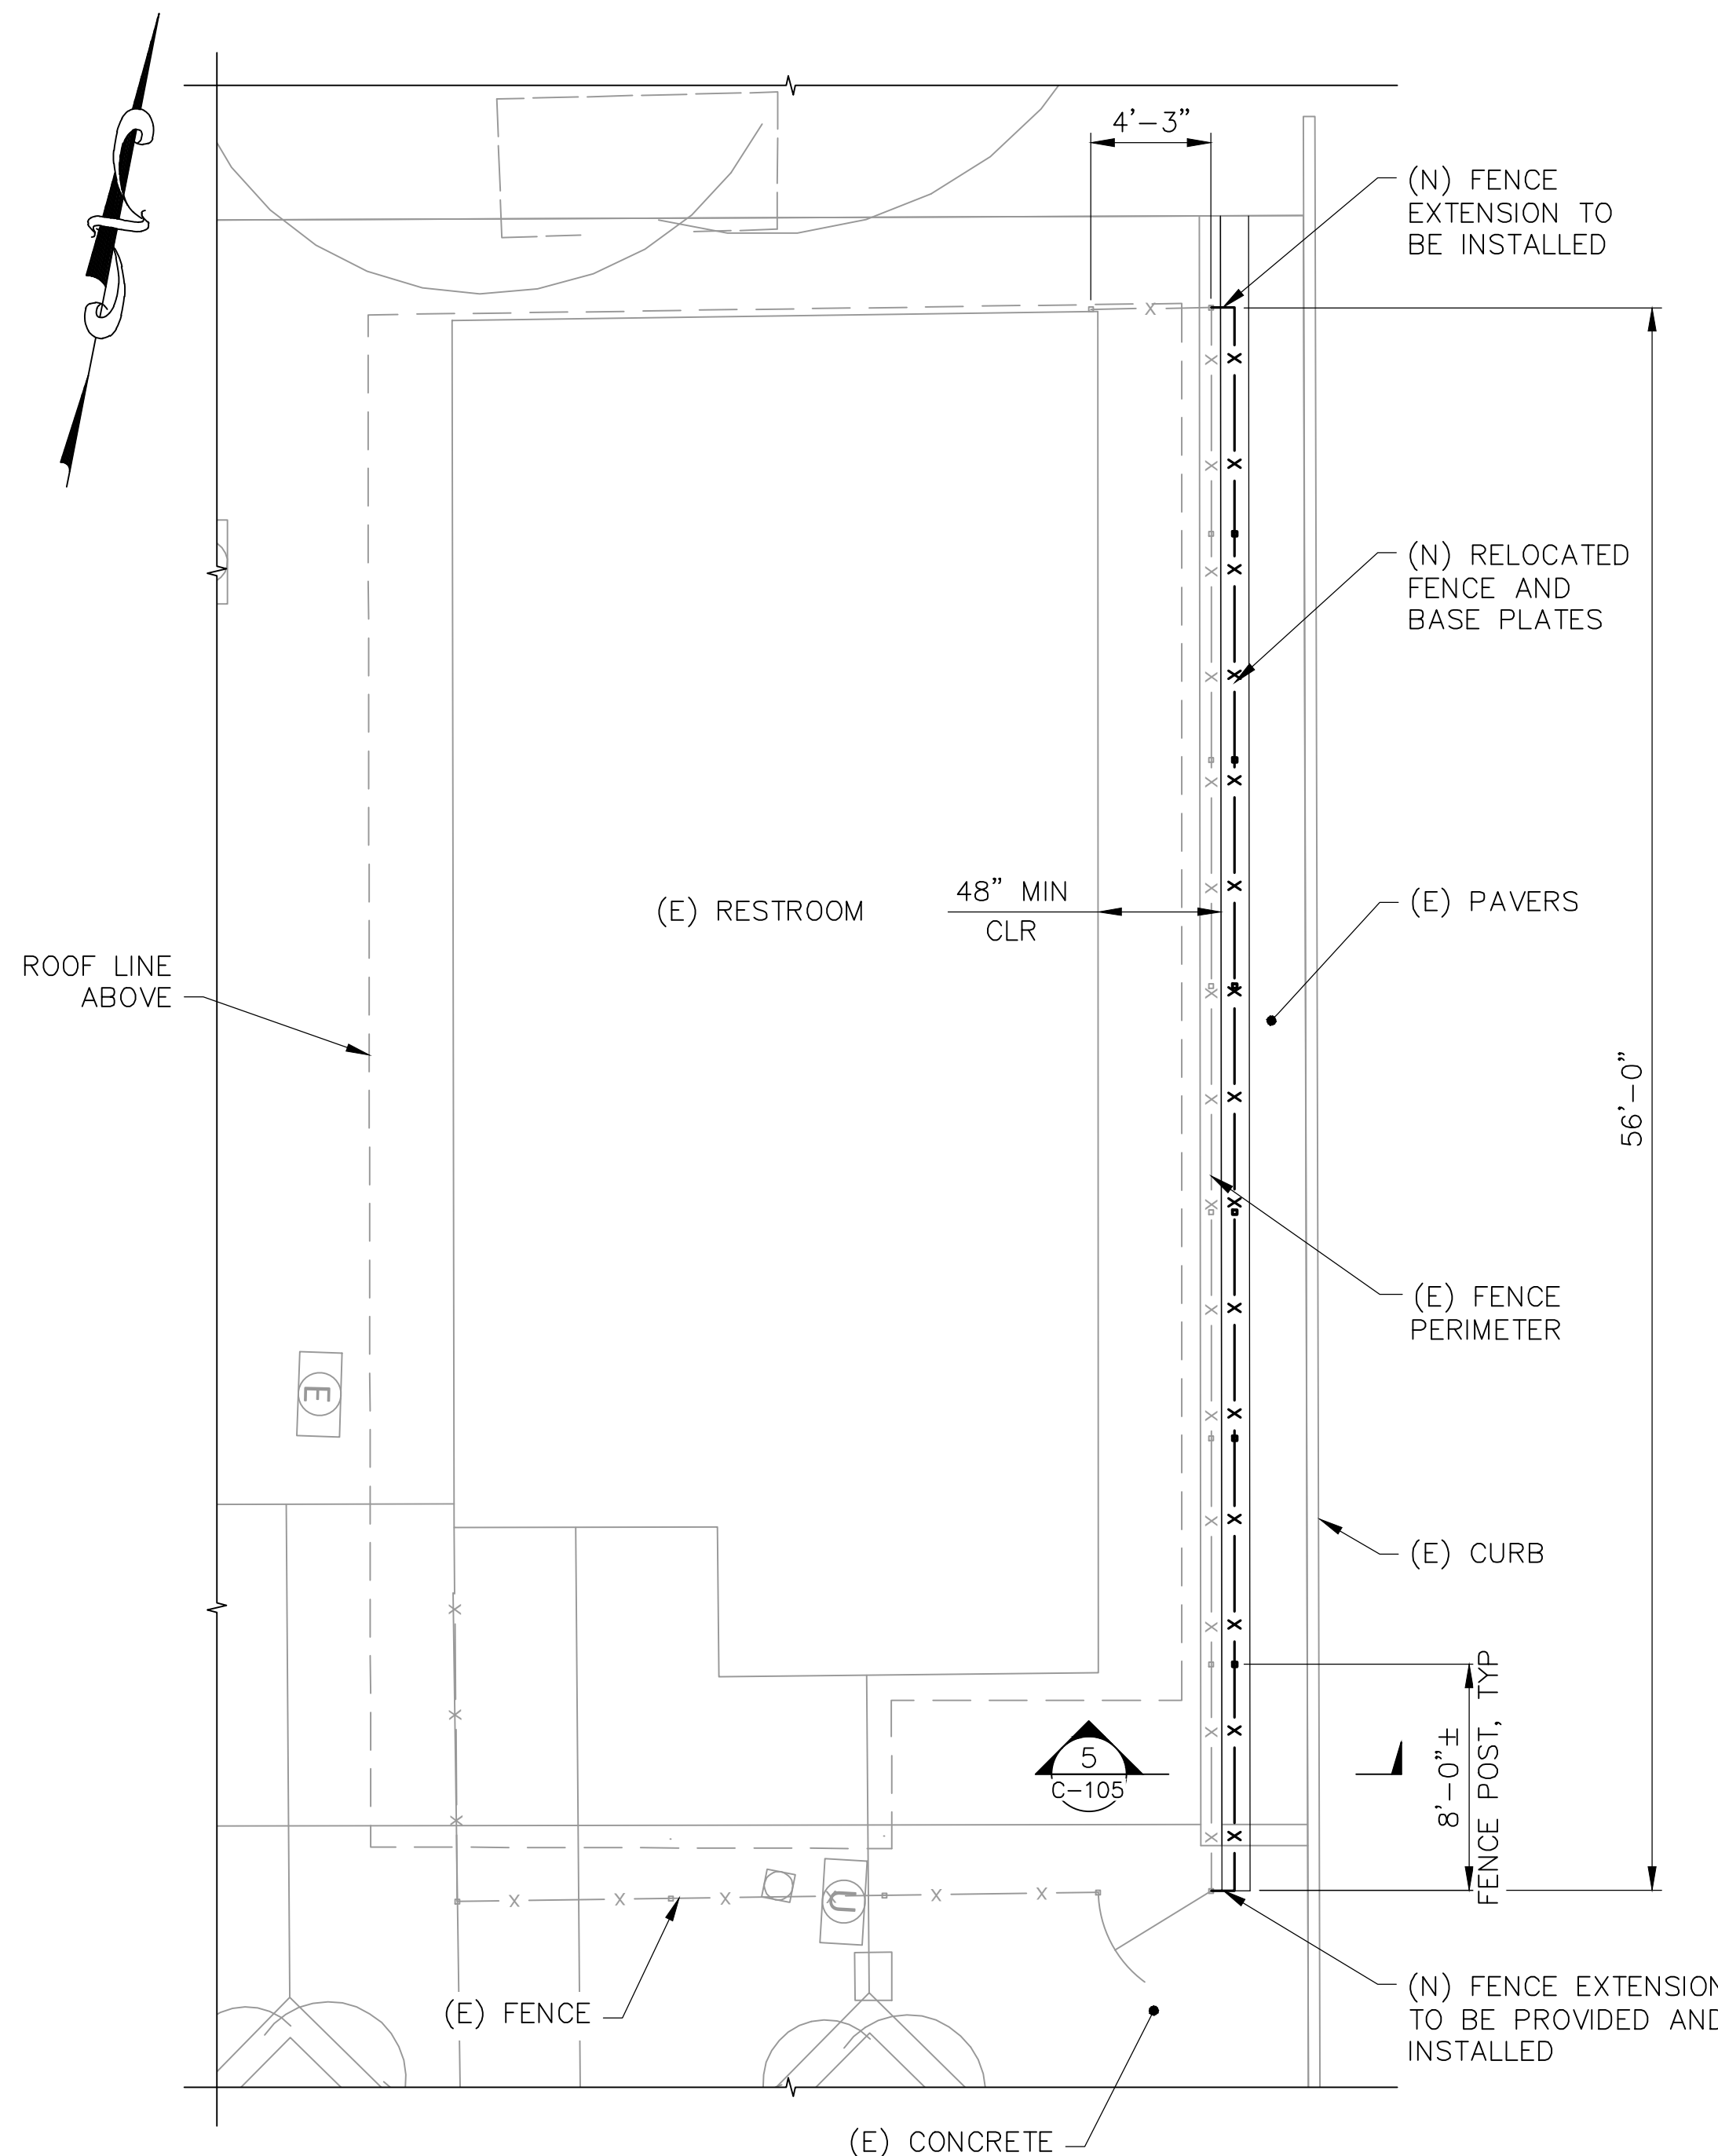 4'-3"
(N) FENCE
EXTENSION TO
BE INSTALLED
(N) RELOCATED
FENCE AND
BASE PLATES
48" MIN
CLR
(E) RESTROOM
(E) PAVERS
ROOF LINE
ABOVE
56'-0"
(E) FENCE
PERIMETER
E
(E) CURB
5
C-105
8'-0"±
FENCE POST, TYP
U
(E) FENCE
(N) FENCE EXTENSION
TO BE PROVIDED AND
INSTALLED
(E) CONCRETE